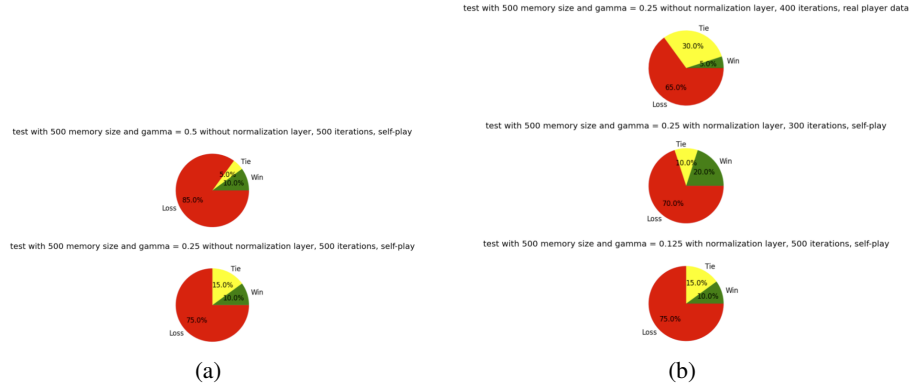 test with 500 memory size and gamma = 0.5 without normalization layer, 500 iterations, self-play
Tie
5.0%
Win
10.0%
85.0%
Loss
test with 500 memory size and gamma = 0.25 without normalization layer, 500 iterations, self-play
Tie
15.0%
Win
10.0%
75.0%
Loss
(a)
test with 500 memory size and gamma = 0.25 without normalization layer, 400 iterations, real player data
Tie
30.0%
Win
5.0%
65.0%
Loss
test with 500 memory size and gamma = 0.25 with normalization layer, 300 iterations, self-play
Tie
10.0%
Win
20.0%
70.0%
Loss
test with 500 memory size and gamma = 0.125 with normalization layer, 500 iterations, self-play
Tie
15.0%
Win
10.0%
75.0%
Loss
(b)